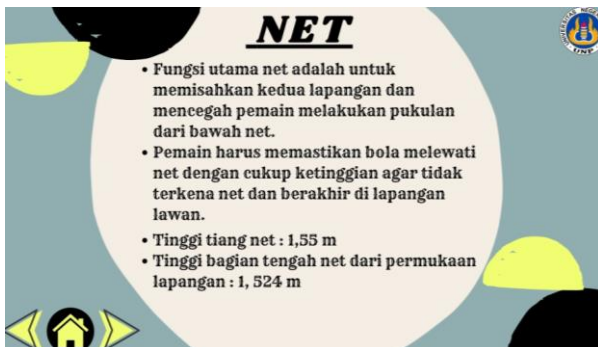 NET
• Fungsi utama net adalah untuk
memisahkan kedua lapangan dan
mencegah pemain melakukan pukulan
dari bawah net.
• Pemain harus memastikan bola melewati
net dengan cukup ketinggian agar tidak
terkena net dan berakhir di lapangan
lawan.
• Tinggi tiang net : 1,55 m
• Tinggi bagian tengah net dari permukaan
lapangan : 1, 524 m
UNP